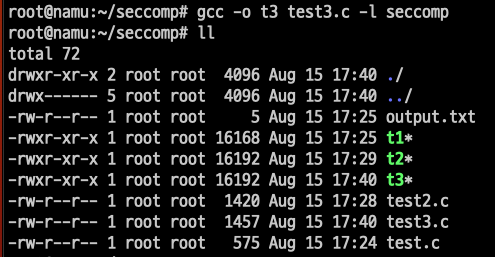 root@namu:~/seccomp# gcc -o t3 test3.c -l seccomp
root@namu:~/seccomp# ll
total 72
drwxr-xr-x 2 root root  4096 Aug 15 17:40 ./
drwx------ 5 root root  4096 Aug 15 17:40 ../
-rw-r--r-- 1 root root     5 Aug 15 17:25 output.txt
-rwxr-xr-x 1 root root 16168 Aug 15 17:25 t1*
-rwxr-xr-x 1 root root 16192 Aug 15 17:29 t2*
-rwxr-xr-x 1 root root 16192 Aug 15 17:40 t3*
-rw-r--r-- 1 root root  1420 Aug 15 17:28 test2.c
-rw-r--r-- 1 root root  1457 Aug 15 17:40 test3.c
-rw-r--r-- 1 root root   575 Aug 15 17:24 test.c